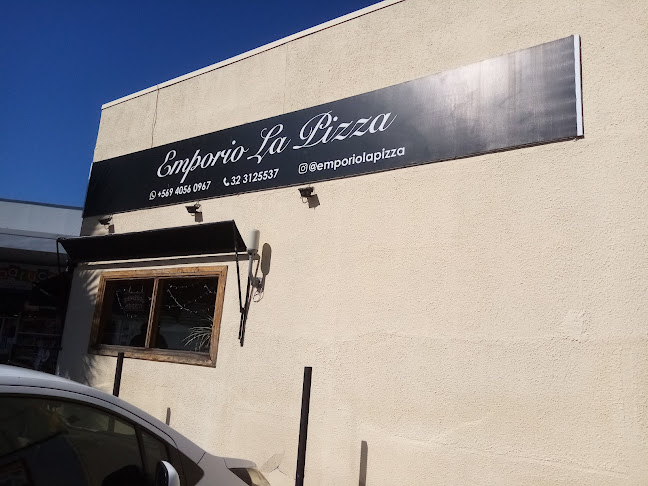 Emporio La Pizza
+569 4056 0967 32 3125537 @emporiolapizza